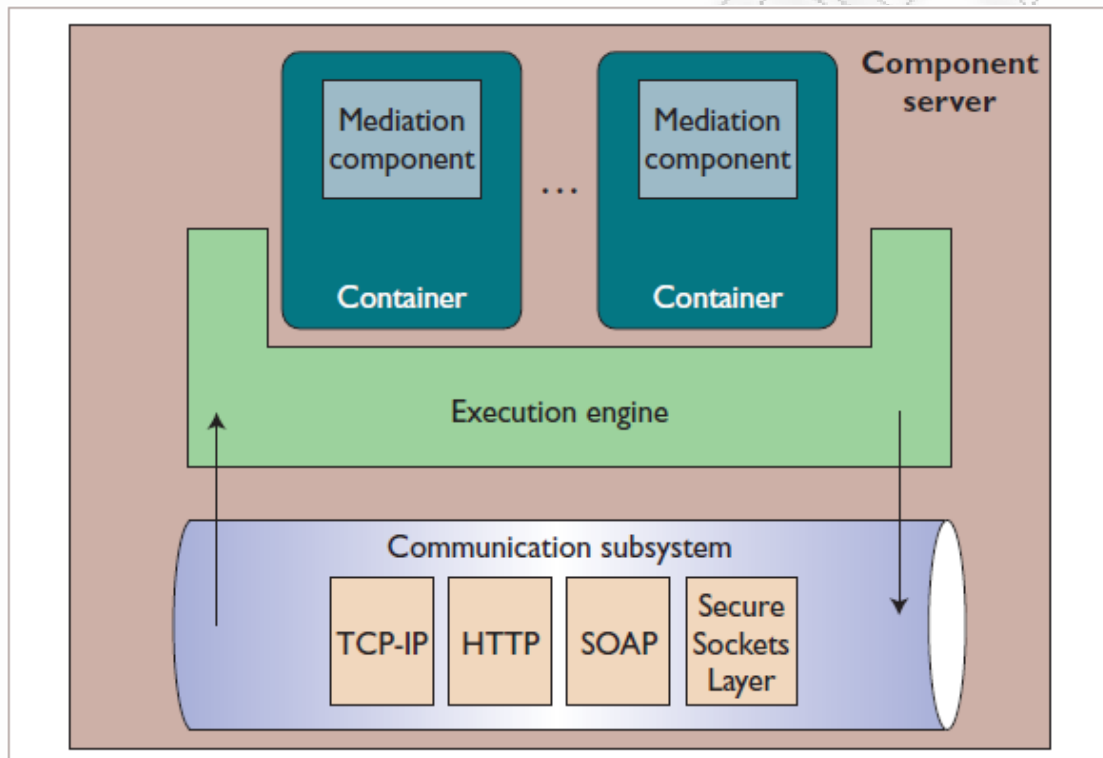 Component
server
Mediation
component
...
Mediation
component
Container
Container
Execution engine
Communication subsystem
TCP-IP
HTTP
SOAP
Secure
Sockets
Layer